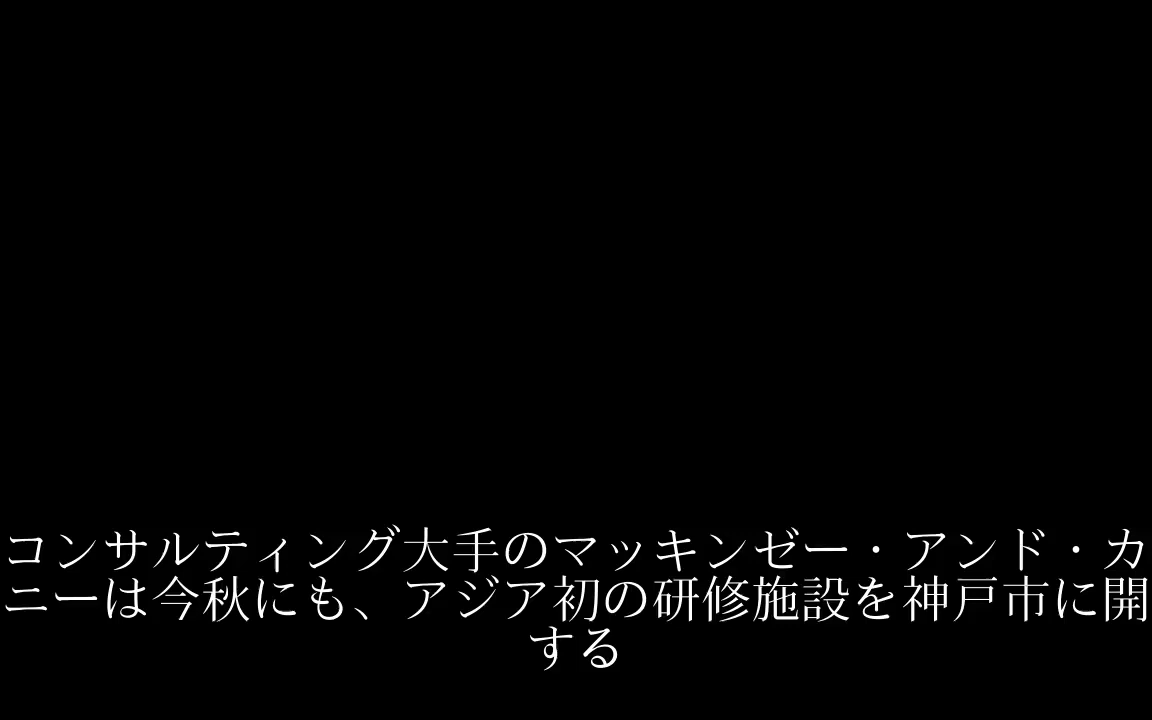 コンサルティング大手のマッキンゼー・アンド・カ
ニーは今秋にも、アジア初の研修施設を神戸市に開
する